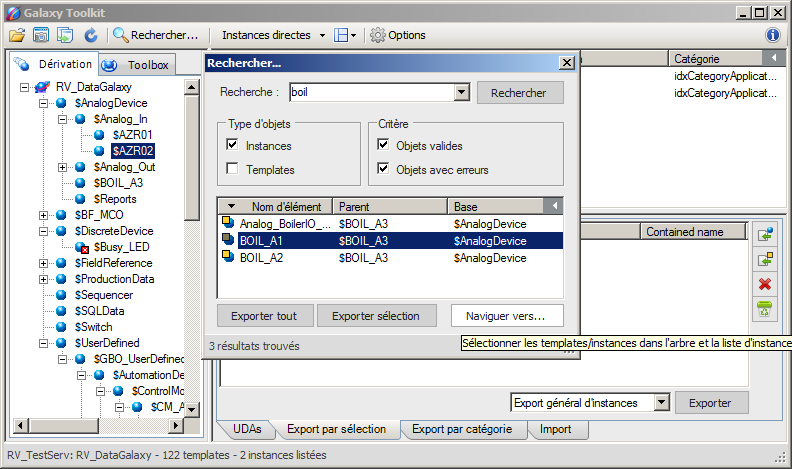 Galaxy Toolkit
Rechercher... Instances directes Options
Dérivation Toolbox
RV_DataGalaxy
$AnalogDevice
$Analog_In
$AZR01
$AZR02
$Analog_Out
$BOIL_A3
$Reports
$BF_MCO
$DiscreteDevice
$Busy_LED
$FieldReference
$ProductionData
$Sequencer
$SQLData
$Switch
$UserDefined
$GBO_UserDefined
$AutomationDe
$ControlMo
$CM_A
Catégorie
idxCategoryApplicat...
idxCategoryApplicat...
Rechercher...
Recherche : boil Rechercher
Type d'objets
Instances
Templates
Critère
Objets valides
Objets avec erreurs
Nom d'élément Parent Base
Analog_BoilerIO_... $BOIL_A3 $AnalogDevice
BOIL_A1 $BOIL_A3 $AnalogDevice
BOIL_A2 $BOIL_A3 $AnalogDevice
Exporter tout Exporter sélection Naviguer vers...
3 résultats trouvés
Sélectionner les templates/instances dans l'arbre et la liste d'instance
Contained name
Export général d'instances Exporter
UDAs Export par sélection Export par catégorie Import
RV_TestServ: RV_DataGalaxy - 122 templates - 2 instances listées